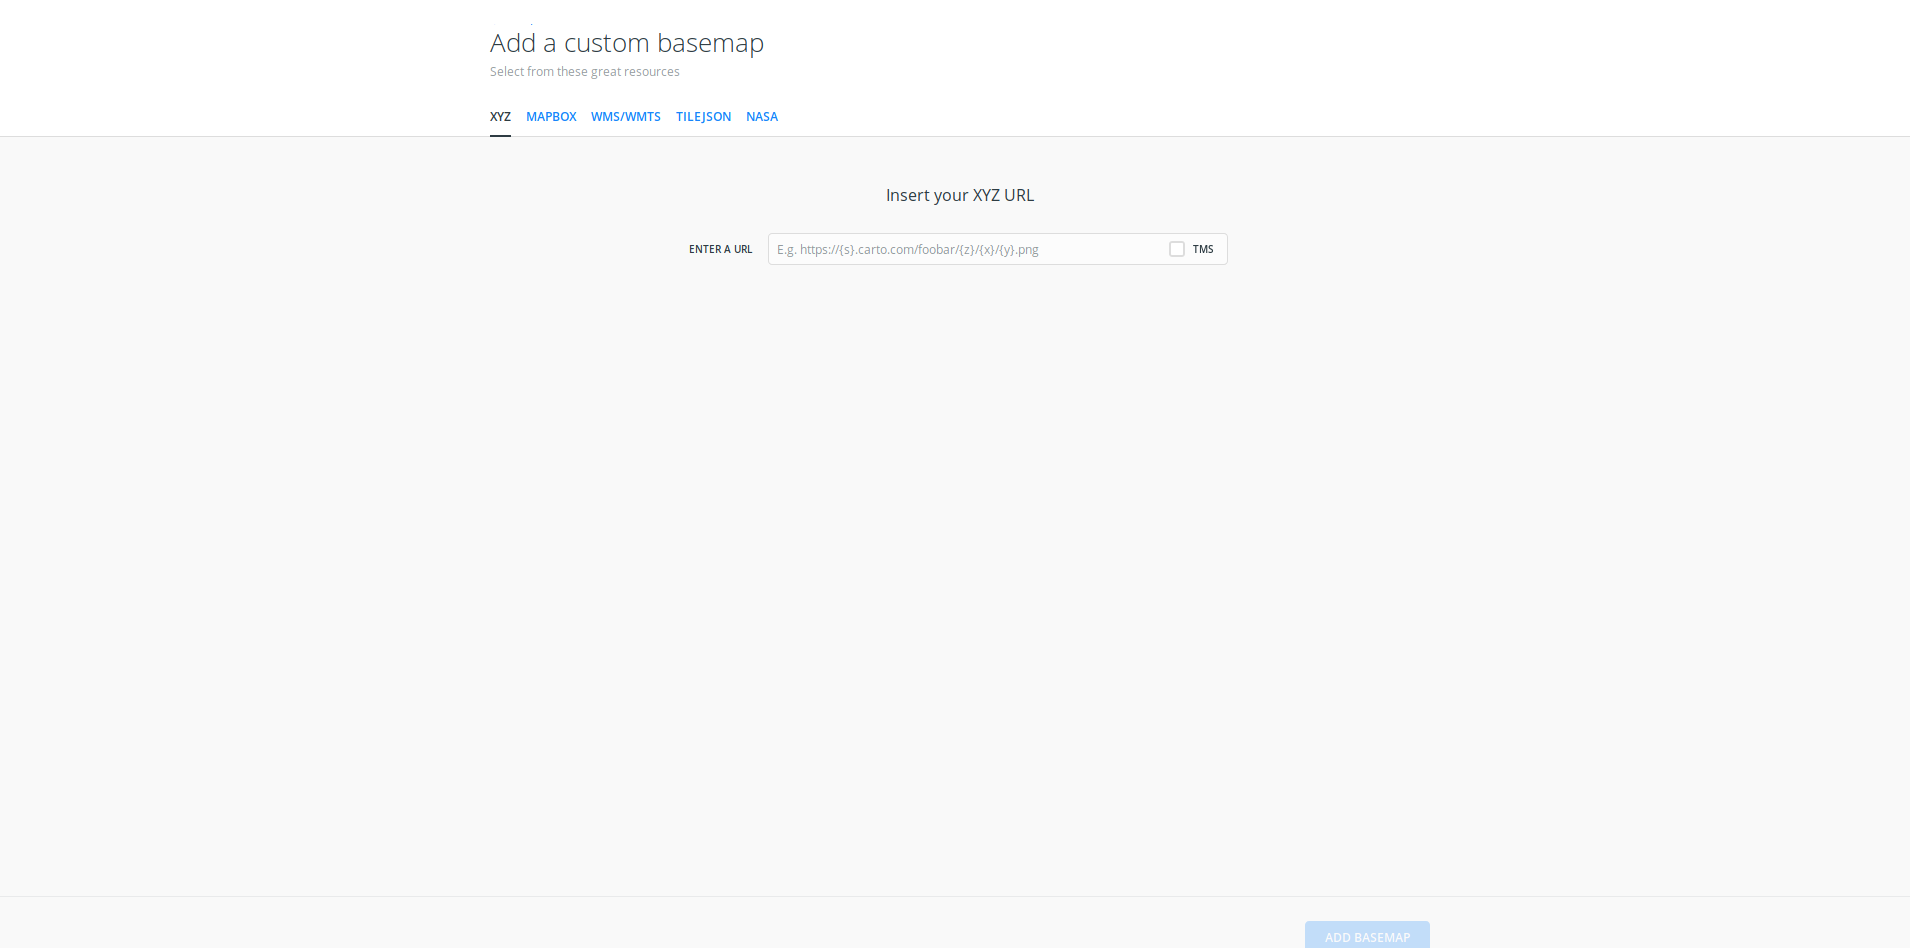 Add a custom basemap
Select from these great resources
XYZ MAPBOX WMS/WMTS TILEJSON NASA
Insert your XYZ URL
ENTER A URL E.g. https://{s}.carto.com/foobar/{z}/{x}/{y}.png TMS
ADD BASEMAP